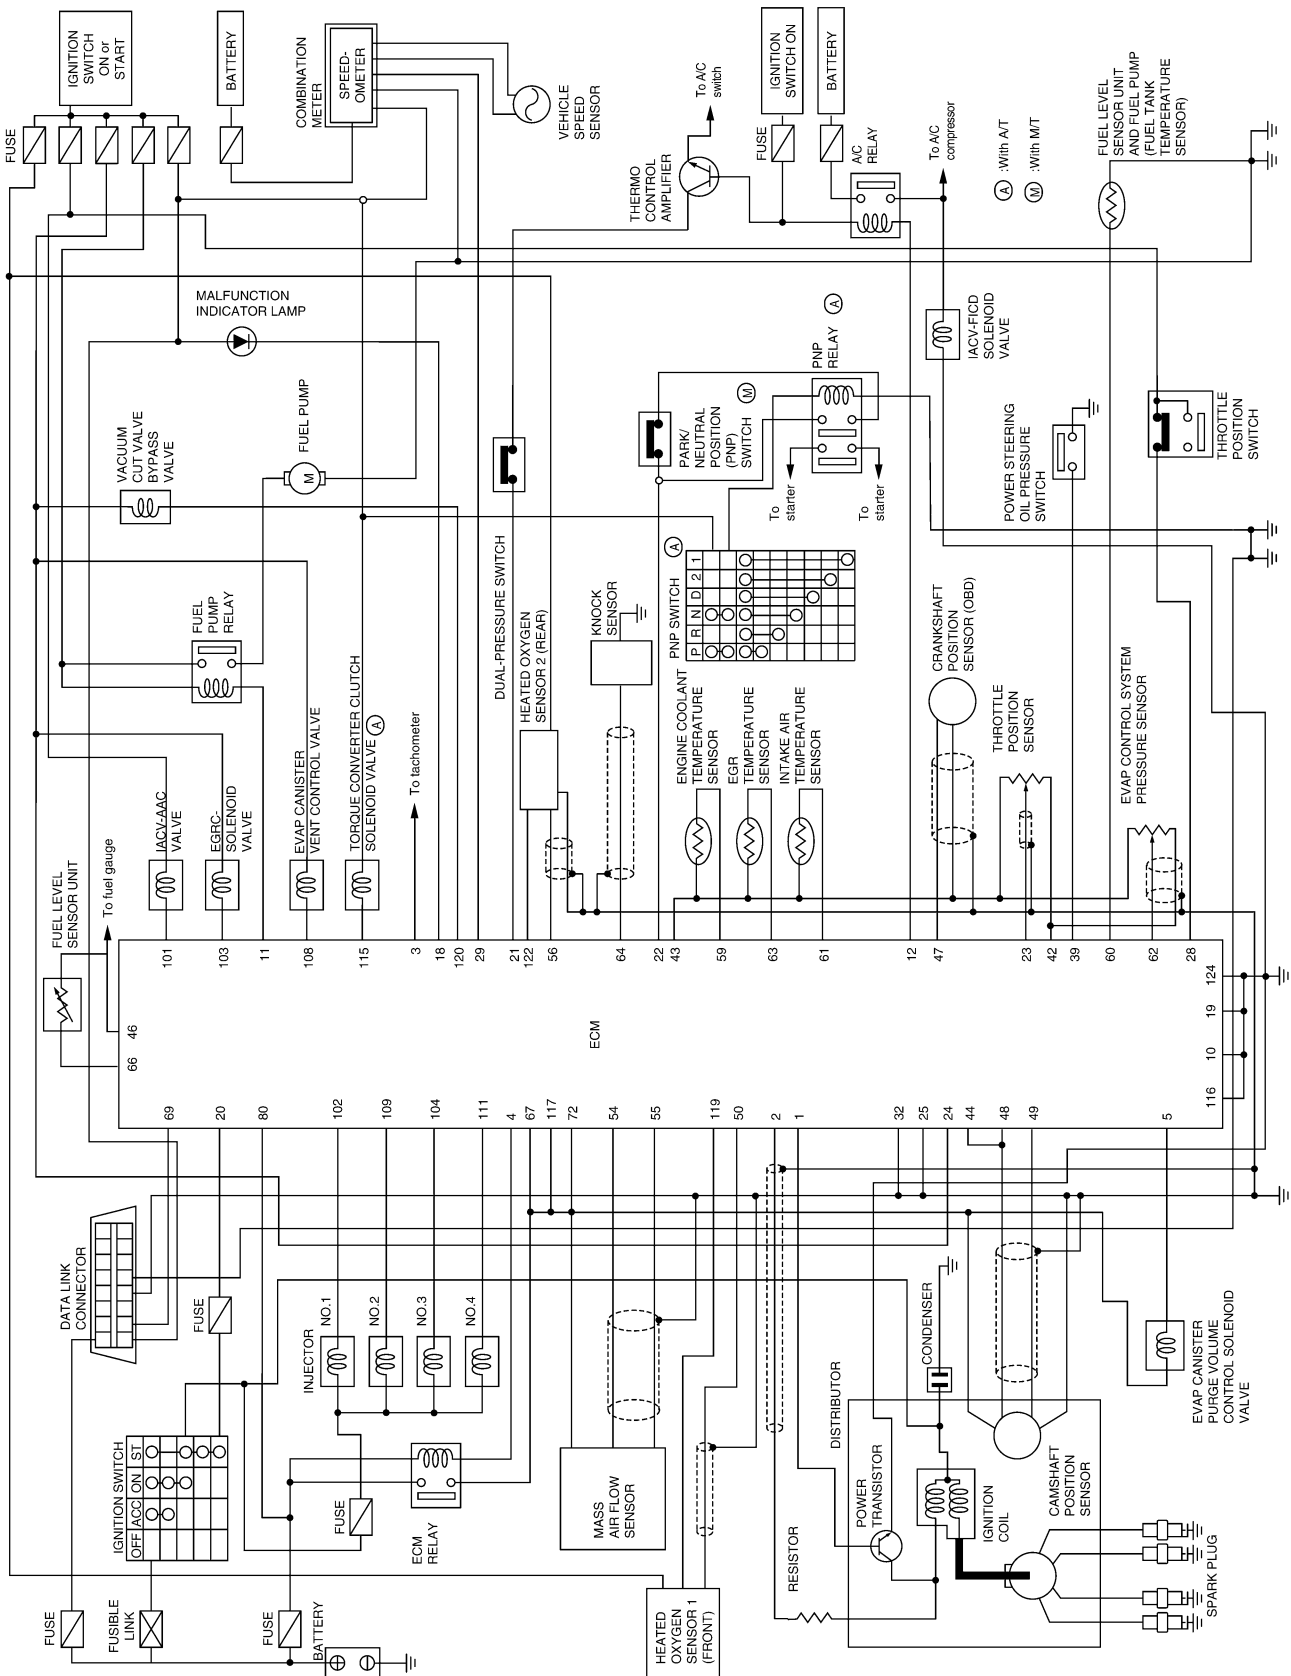 IGNITION
SWITCH
ON or
START
BATTERY
FUSE
COMBINATION
METER
SPEED-
OMETER
VEHICLE
SPEED
SENSOR
To A/C
switch
THERMO
CONTROL
AMPLIFIER
IGNITION
SWITCH ON
BATTERY
FUSE
A/C
RELAY
To A/C
compressor
A :With A/T
M :With M/T
FUEL LEVEL
SENSOR UNIT
AND FUEL PUMP
(FUEL TANK
TEMPERATURE
SENSOR)
MALFUNCTION
INDICATOR LAMP
FUEL PUMP
M
VACUUM
CUT VALVE
BYPASS
VALVE
FUEL
PUMP
RELAY
PNP
RELAY
A
IACV-FICD
SOLENOID
VALVE
M
PARK/
NEUTRAL
POSITION
(PNP)
SWITCH
To
starter
To
starter
POWER STEERING
OIL PRESSURE
SWITCH
THROTTLE
POSITION
SWITCH
DUAL-PRESSURE SWITCH
HEATED OXYGEN
SENSOR 2 (REAR)
KNOCK
SENSOR
PNP SWITCH
A
P R N D 2 1
ENGINE COOLANT
TEMPERATURE
SENSOR
EGR
TEMPERATURE
SENSOR
INTAKE AIR
TEMPERATURE
SENSOR
CRANKSHAFT
POSITION
SENSOR (OBD)
THROTTLE
POSITION
SENSOR
EVAP CONTROL SYSTEM
PRESSURE SENSOR
FUEL LEVEL
SENSOR UNIT
To fuel gauge
IACV-AAC
VALVE
EGRC-
SOLENOID
VALVE
EVAP CANISTER
VENT CONTROL VALVE
TORQUE CONVERTER CLUTCH
SOLENOID VALVE
A
To tachometer
101
103
11
108
115
3
18
120
29
21
122
56
64
22
43
59
63
61
12
47
23
42
39
60
62
28
46
66
ECM
124
19
10
116
69
20
80
102
109
104
111
4
67
117
72
54
55
119
50
2
1
32
25
24
44
48
49
5
DATA LINK
CONNECTOR
FUSE
INJECTOR
NO.1
NO.2
NO.3
NO.4
IGNITION SWITCH
OFF
ACC
ON
ST
FUSE
ECM
RELAY
MASS
AIR FLOW
SENSOR
FUSE
FUSIBLE
LINK
FUSE
BATTERY
HEATED
OXYGEN
SENSOR 1
(FRONT)
RESISTOR
DISTRIBUTOR
POWER
TRANSISTOR
CONDENSER
IGNITION
COIL
CAMSHAFT
POSITION
SENSOR
EVAP CANISTER
PURGE VOLUME
CONTROL SOLENOID
VALVE
SPARK PLUG